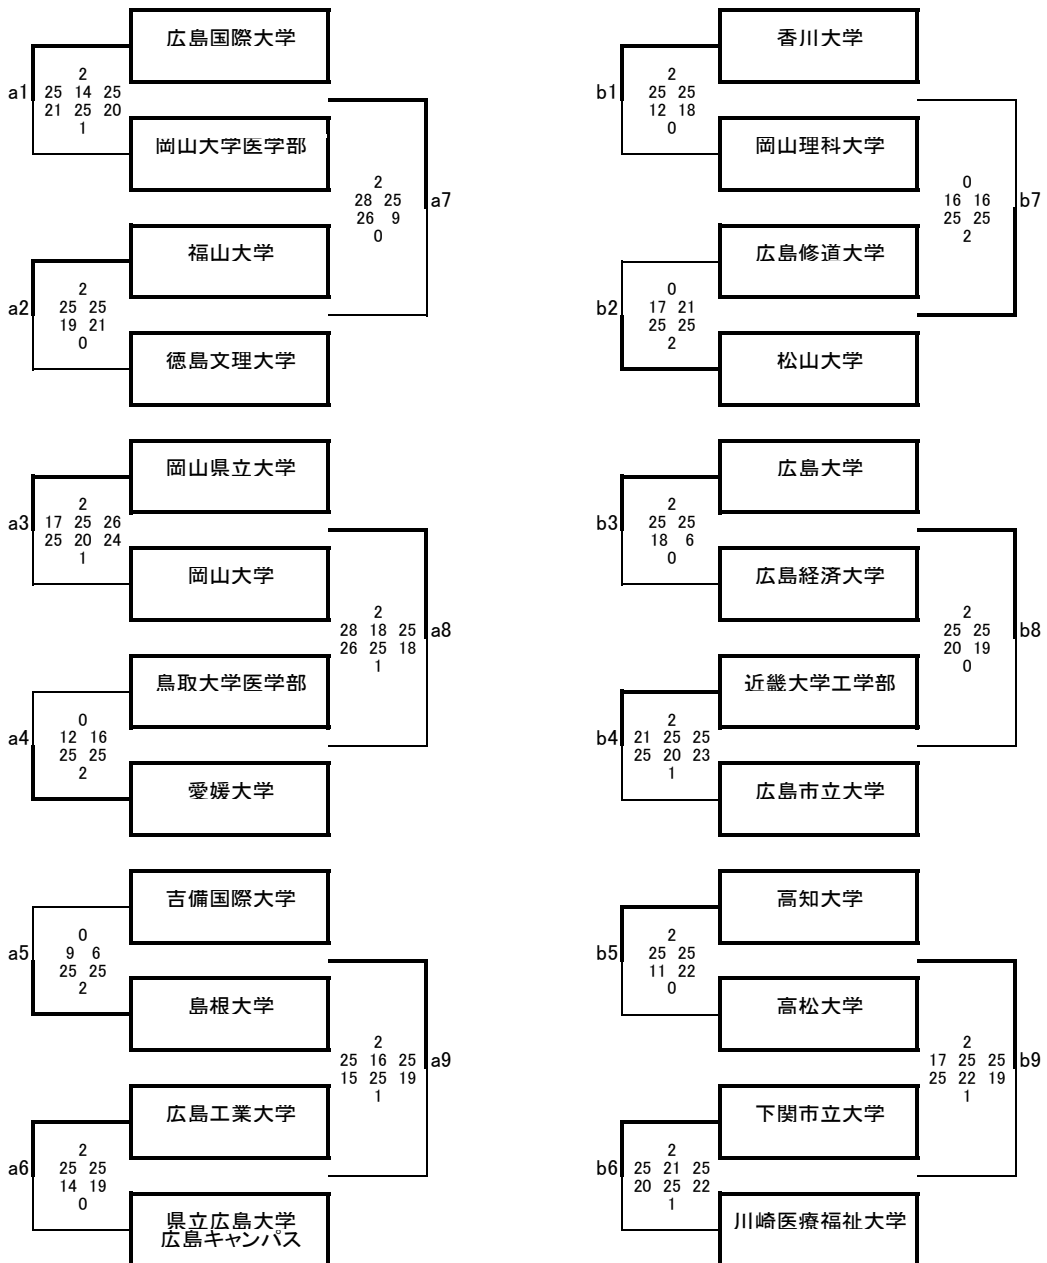 広島国際大学
2
a1
25 14 25
21 25 20
1
岡山大学医学部
2
28 25
26 9
0
a7
福山大学
2
a2
25 25
19 21
0
徳島文理大学
岡山県立大学
2
a3
17 25 26
25 20 24
1
岡山大学
2
28 18 25
26 25 18
1
a8
鳥取大学医学部
0
a4
12 16
25 25
2
愛媛大学
吉備国際大学
0
a5
9 6
25 25
2
島根大学
2
25 16 25
15 25 19
1
a9
広島工業大学
2
a6
25 25
14 19
0
県立広島大学
広島キャンパス
香川大学
2
b1
25 25
12 18
0
岡山理科大学
0
16 16
25 25
2
b7
広島修道大学
0
b2
17 21
25 25
2
松山大学
広島大学
2
b3
25 25
18 6
0
広島経済大学
2
25 25
20 19
0
b8
近畿大学工学部
2
b4
21 25 25
25 20 23
1
広島市立大学
高知大学
2
b5
25 25
11 22
0
高松大学
2
17 25 25
25 22 19
1
b9
下関市立大学
2
b6
25 21 25
20 25 22
1
川崎医療福祉大学